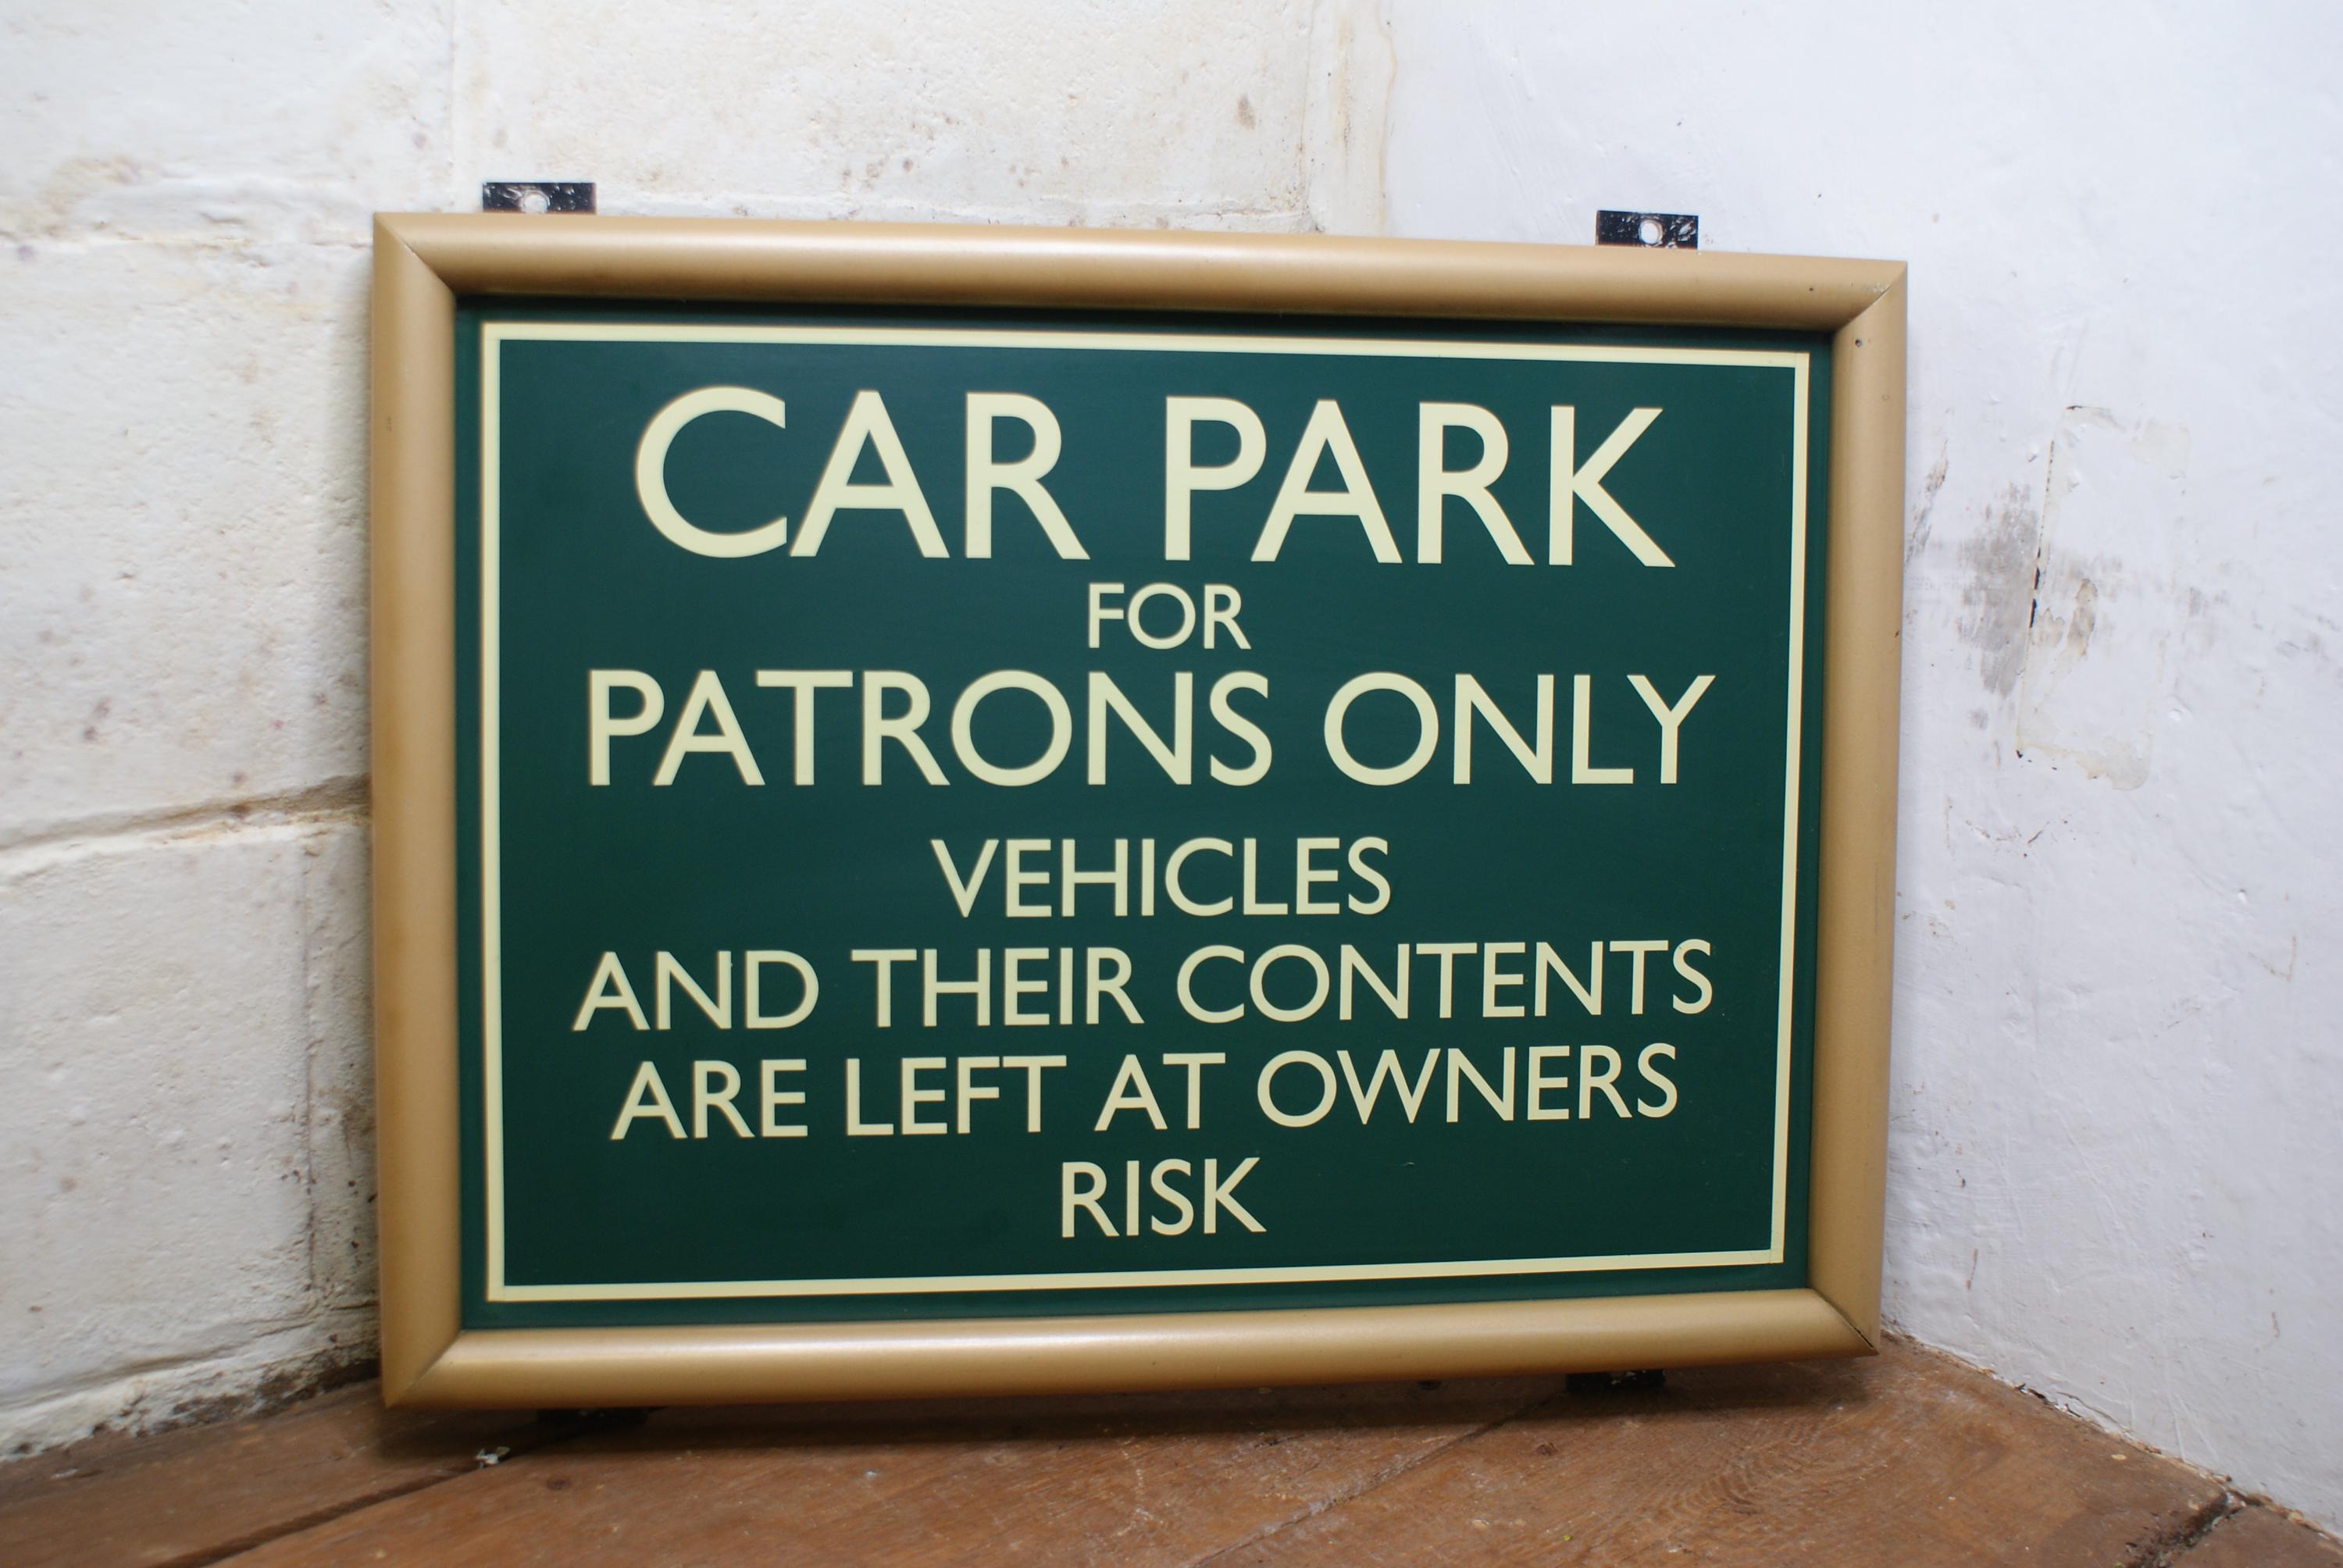 CAR PARK
FOR
PATRONS ONLY
VEHICLES
AND THEIR CONTENTS
ARE LEFT AT OWNERS
RISK